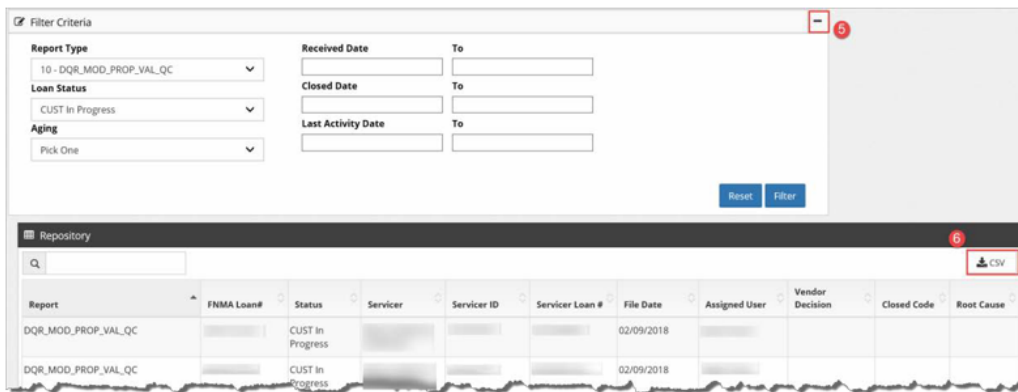 Filter Criteria
5
Report Type
Received Date To
10 - DQR_MOD_PROP_VAL_QC
Loan Status
Closed Date To
CUST In Progress
Aging
Last Activity Date To
Pick One
Reset Filter
Repository
6
CSV
Report FNMA Loan# Status Servicer Servicer ID Servicer Loan # File Date Assigned User Vendor Decision Closed Code Root Cause
DQR_MOD_PROP_VAL_QC CUST In Progress 02/09/2018
DQR_MOD_PROP_VAL_QC CUST In Progress 02/09/2018